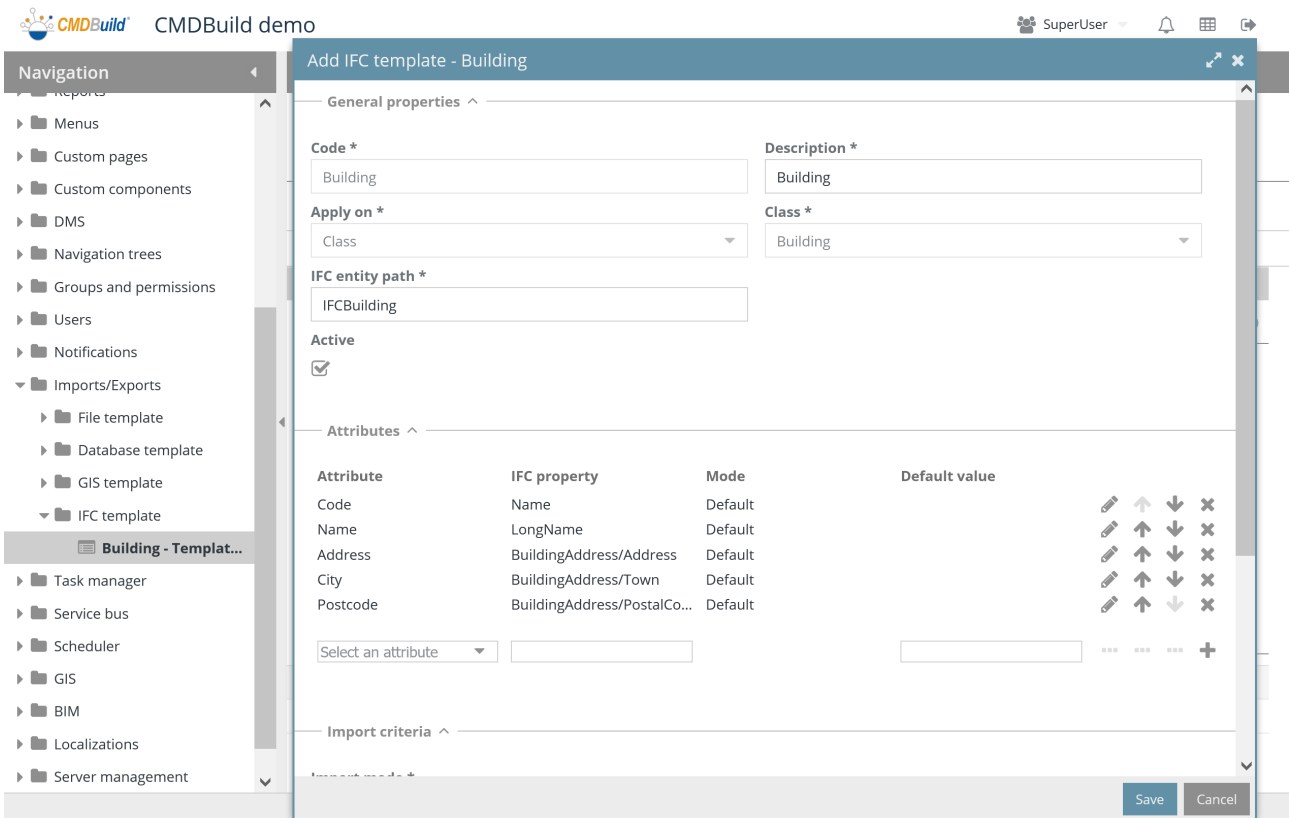 CMDBuild CMDBuild demo SuperUser
Navigation
Reports
Menus
Custom pages
Custom components
DMS
Navigation trees
Groups and permissions
Users
Notifications
Imports/Exports
File template
Database template
GIS template
IFC template
Building - Templat...
Task manager
Service bus
Scheduler
GIS
BIM
Localizations
Server management
Add IFC template - Building
General properties
Code * Description *
Building Building
Apply on * Class *
Class Building
IFC entity path *
IFCBuilding
Active
Attributes
Attribute IFC property Mode Default value
Code Name Default
Name LongName Default
Address BuildingAddress/Address Default
City BuildingAddress/Town Default
Postcode BuildingAddress/PostalCo... Default
Select an attribute
Import criteria
Import mode *
Save Cancel